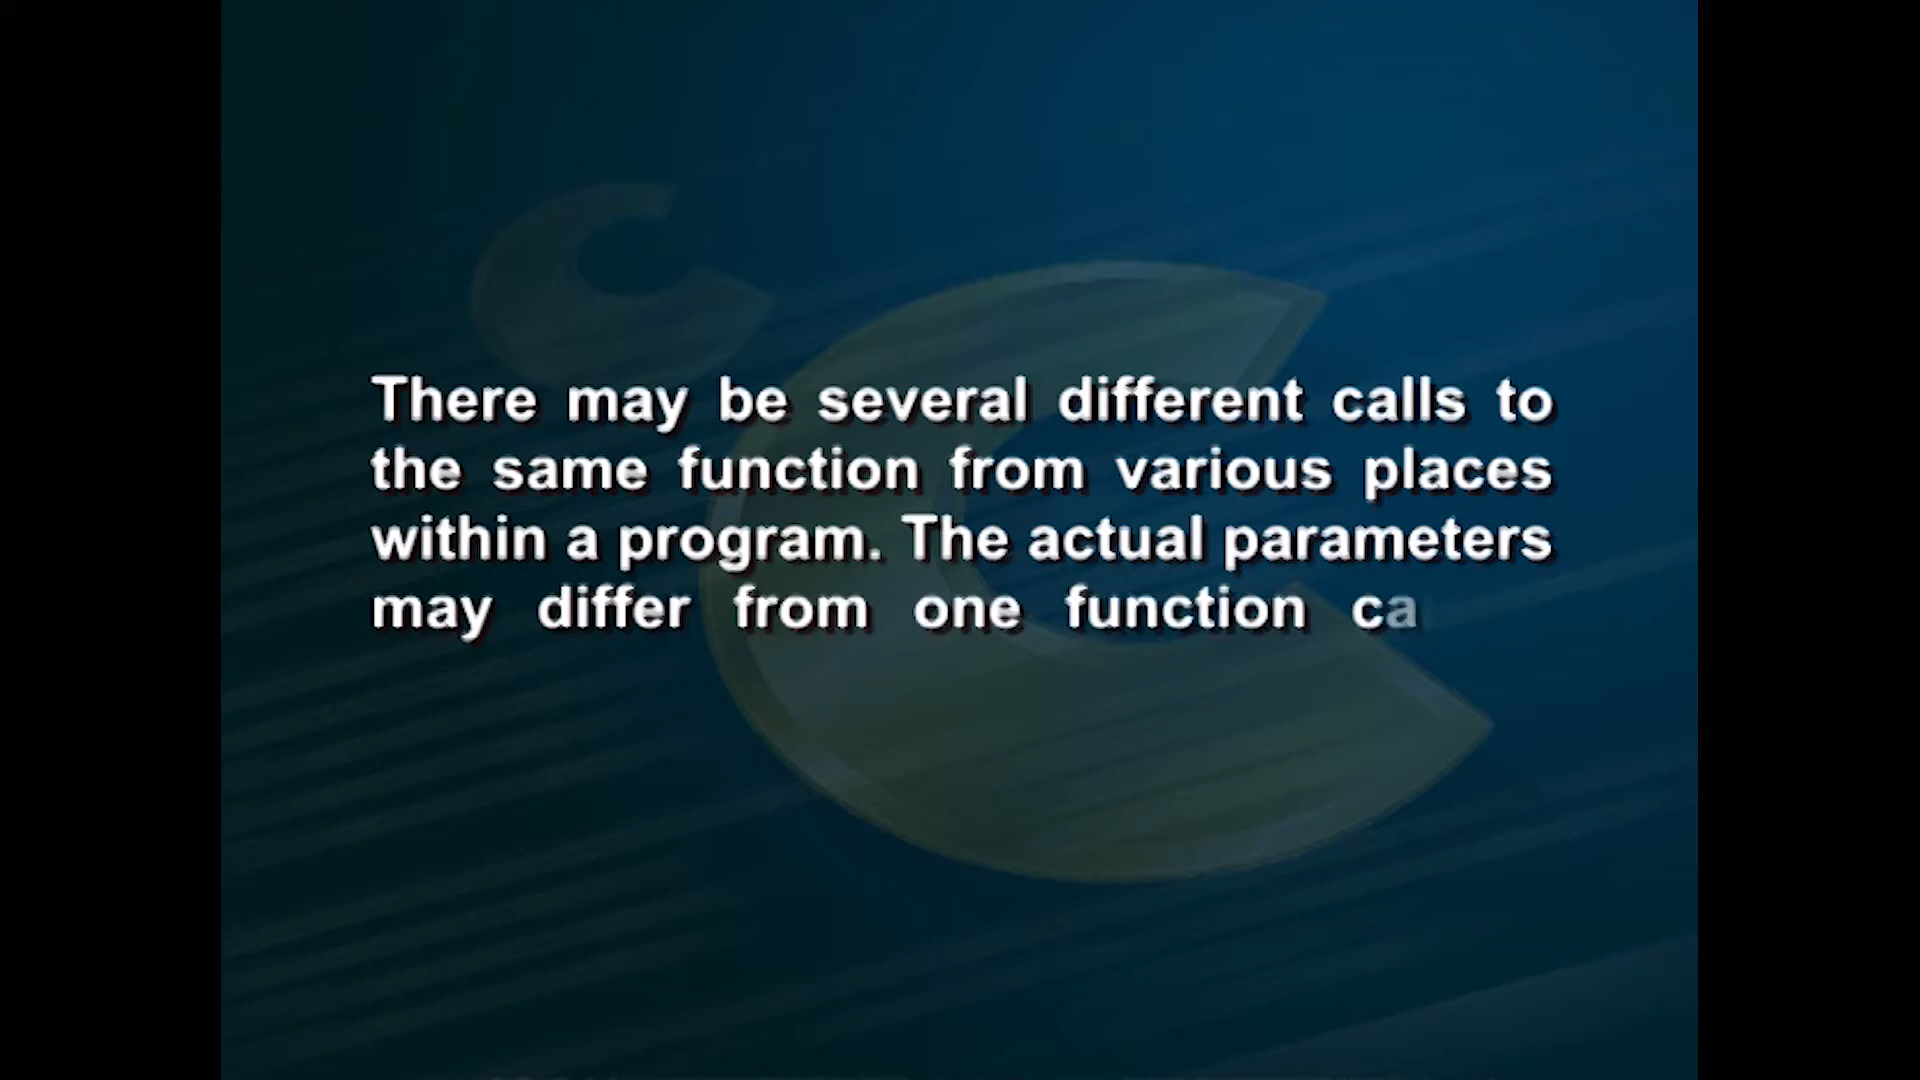 There may be several different calls to
the same function from various places
within a program. The actual parameters
may differ from one function ca